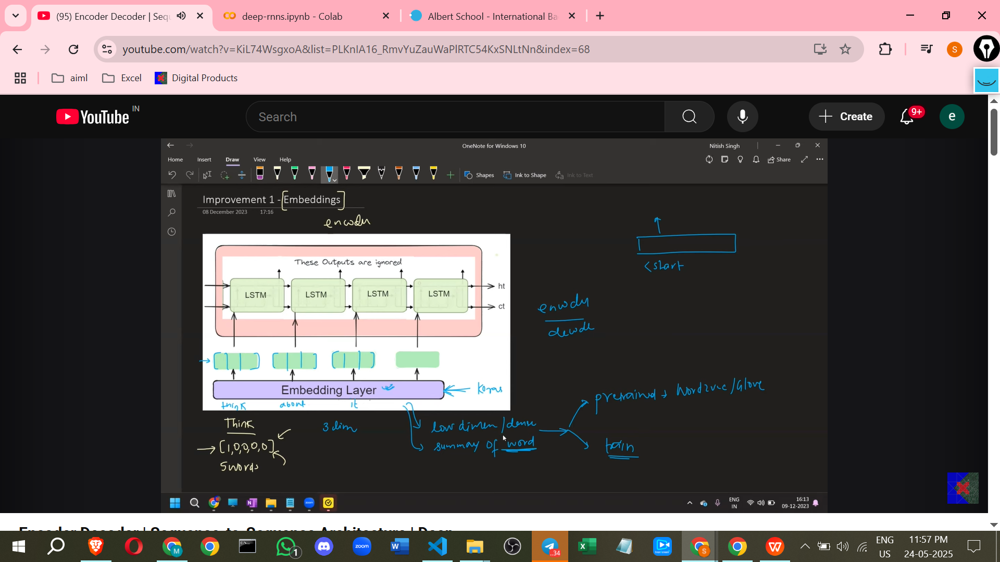 (95) Encoder Decoder | Sequ
deep-rnns.ipynb - Colab
Albert School - International Ba
youtube.com/watch?v=KiL74WsgxoA&list=PLKnIA16_RmvYuZauWaPlRTC54KxSNLtNn&index=68
S
aiml
Excel
Digital Products
YouTube IN
Search
Create
9+
e
OneNote for Windows 10
Nitish Singh
Home Insert Draw View Help
Share
Shapes
Ink to Shape
Ink to Text
Improvement 1 - [Embeddings]
08 December 2023 17:16
encoder
These Outputs are ignored
<start
LSTM LSTM LSTM LSTM
ht
ct
encoder
decode
Embedding Layer
Keras
think about it
pretrained → Word2vec/Glove
Think
3 dim
low dimen/dense
[1,0,0,0,0]
summay of word
train
5 words
ENG
IN
16:13
09-12-2023
Encoder Decoder | Sequence-to-Sequence Architecture | Deep
M
1
zoom
34
S
ENG
US
11:57 PM
24-05-2025